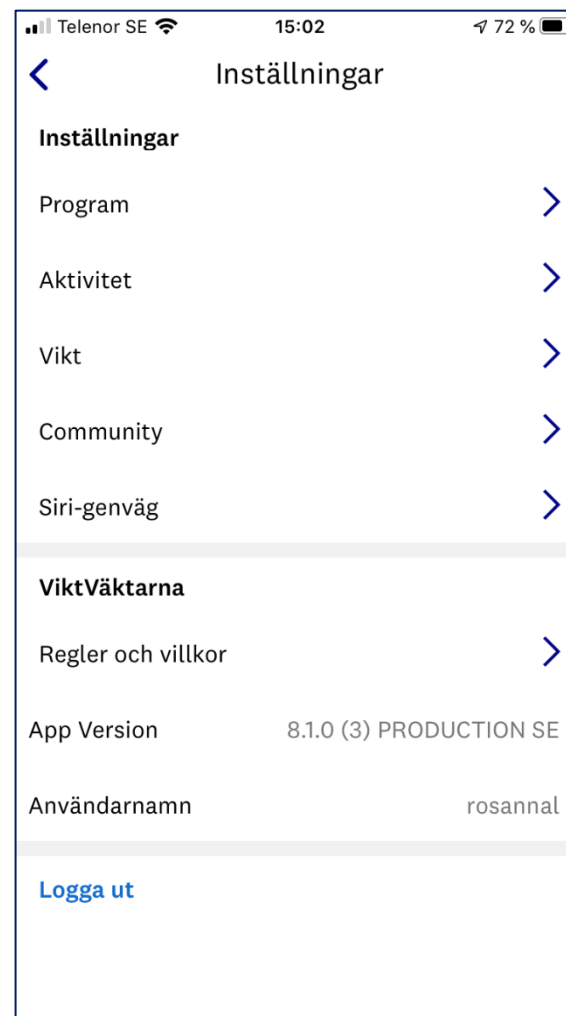 Telenor SE 15:02 72 %
Inställningar
Inställningar
Program
Aktivitet
Vikt
Community
Siri-genväg
ViktVäktarna
Regler och villkor
App Version 8.1.0 (3) PRODUCTION SE
Användarnamn rosannal
Logga ut